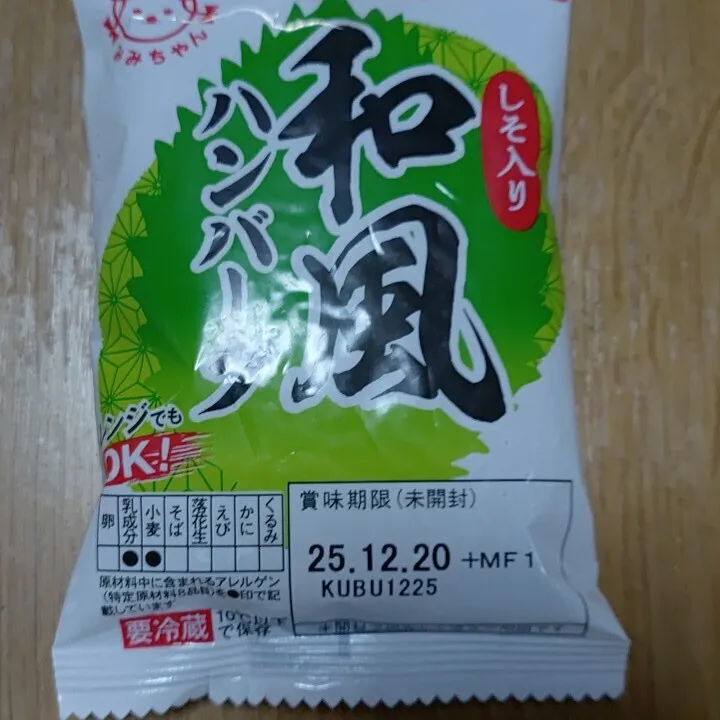 みちゃん
和風
ハンバーグ
しそ入り
レンジでも
OK!
卵 乳成分 小麦 そば 落花生 えび かに くるみ
● ●
原材料中に含まれるアレルゲン
(特定原材料8品目)を●印で記
載しています
要冷蔵
10℃以下
で保存
賞味期限(未開封)
25.12.20 +MF1
KUBU1225